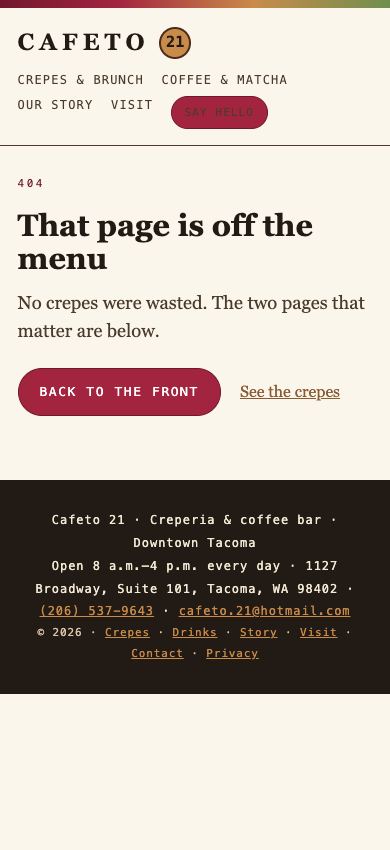 CAFETO 21
CREPES & BRUNCH COFFEE & MATCHA
OUR STORY VISIT SAY HELLO
404
That page is off the
menu
No crepes were wasted. The two pages that
matter are below.
BACK TO THE FRONT See the crepes
Cafeto 21 · Creperia & coffee bar ·
Downtown Tacoma
Open 8 a.m.–4 p.m. every day · 1127
Broadway, Suite 101, Tacoma, WA 98402 ·
(206) 537-9643 · cafeto.21@hotmail.com
© 2026 · Crepes · Drinks · Story · Visit ·
Contact · Privacy